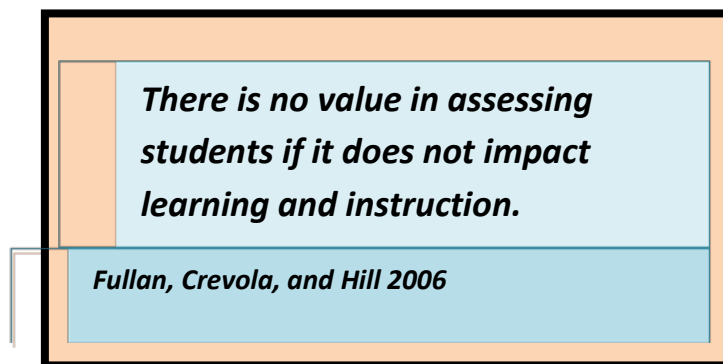 There is no value in assessing
students if it does not impact
learning and instruction.
Fullan, Crevola, and Hill 2006